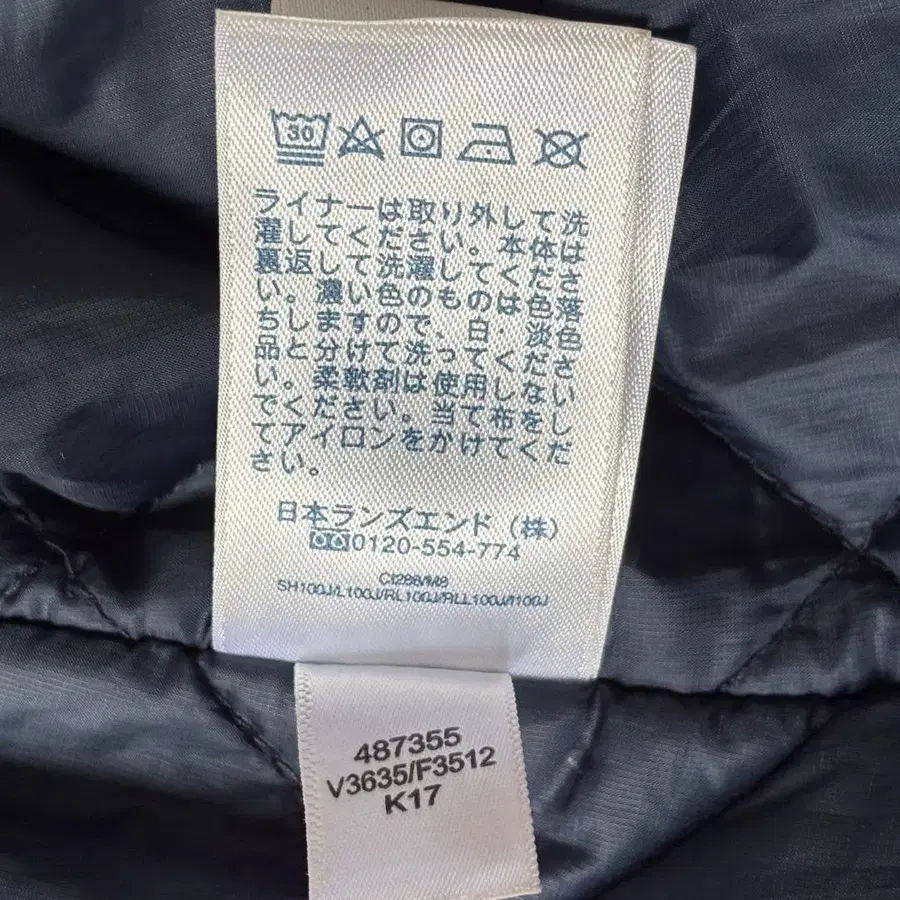 30
ライナーは取り外して洗
濯してください。本体は
裏返して洗濯してくださ
い。濃い色のものは色落
ちしますので、白・淡色
品と分けて洗ってくださ
い。柔軟剤は使用しない
でください。当て布をし
てアイロンをかけてくだ
さい。
日本ランズエンド（株）
0120-554-774
CI286/M8
SH100J/L100J/RL100J/RLL100J/I100J
487355
V3635/F3512
K17